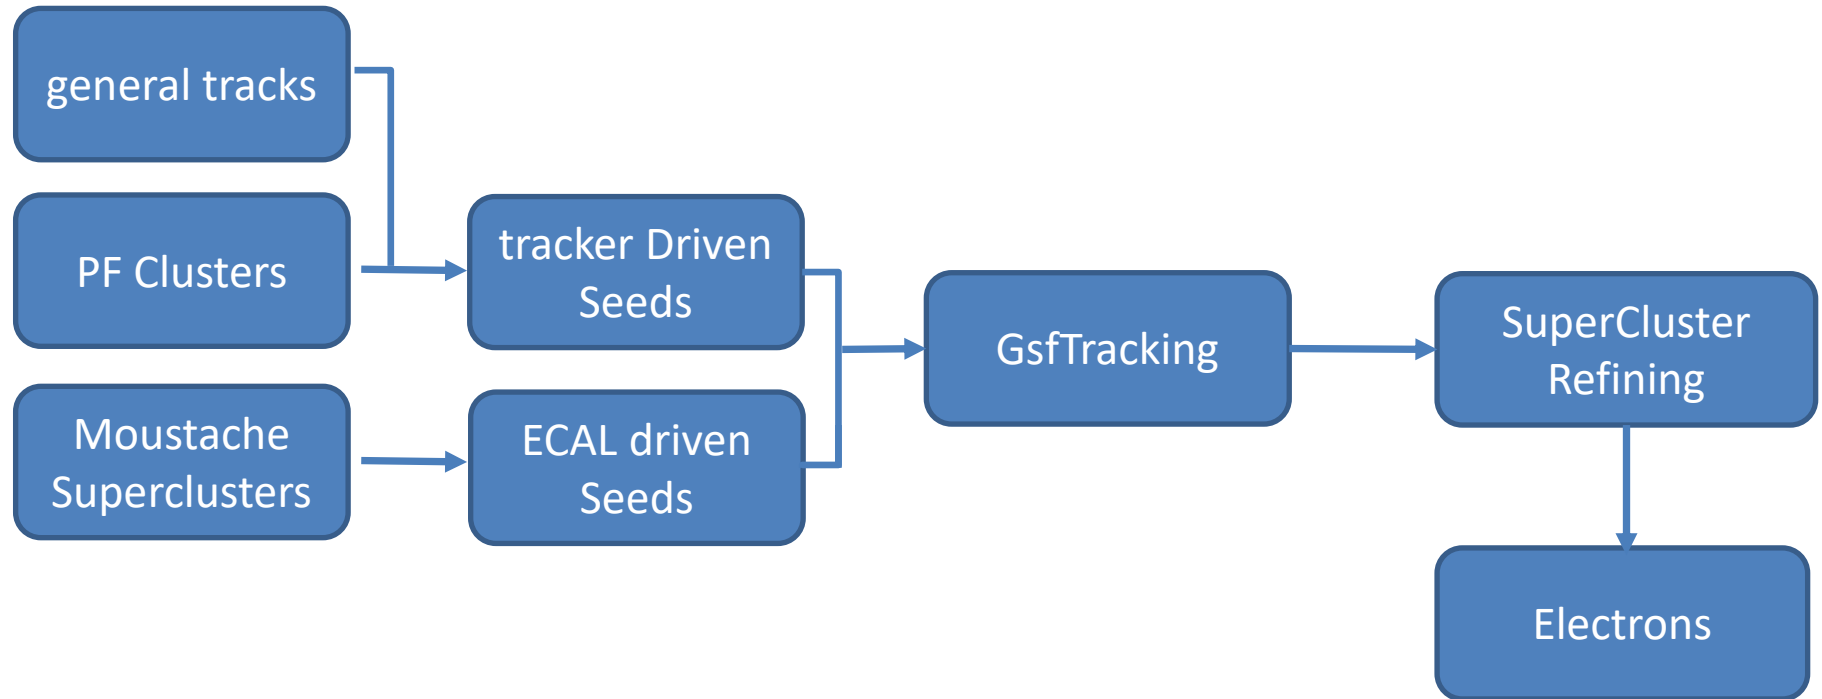 general tracks
PF Clusters
Moustache
Superclusters
tracker Driven
Seeds
ECAL driven
Seeds
GsfTracking
SuperCluster
Refining
Electrons